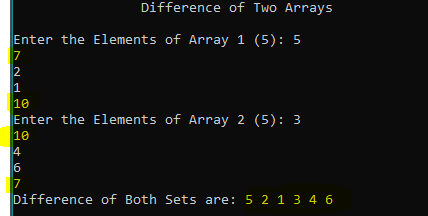 Difference of Two Arrays
Enter the Elements of Array 1 (5): 5
7
2
1
10
Enter the Elements of Array 2 (5): 3
10
4
6
7
Difference of Both Sets are: 5 2 1 3 4 6